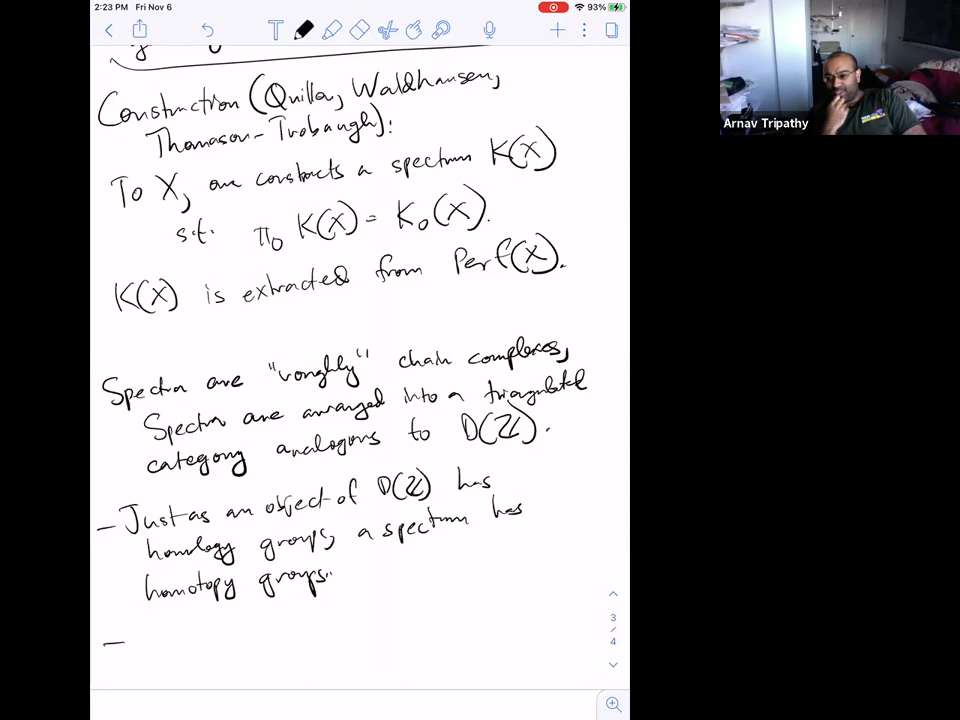 2:23 PM Fri Nov 6
93%
Construction (Quillen, Waldhausen,
Thomason-Trobaugh):
To X, one constructs a spectrum K(X)
s.t. π₀ K(X) = K₀(X).
K(X) is extracted from Perf(X).
Spectra are "roughly" chain complexes,
Spectra are arranged into a triangulated
category analogous to D(ℤ).
- Just as an object of D(ℤ) has
homology groups, a spectrum has
homotopy groups.
-
3
/
4
Arnav Tripathy